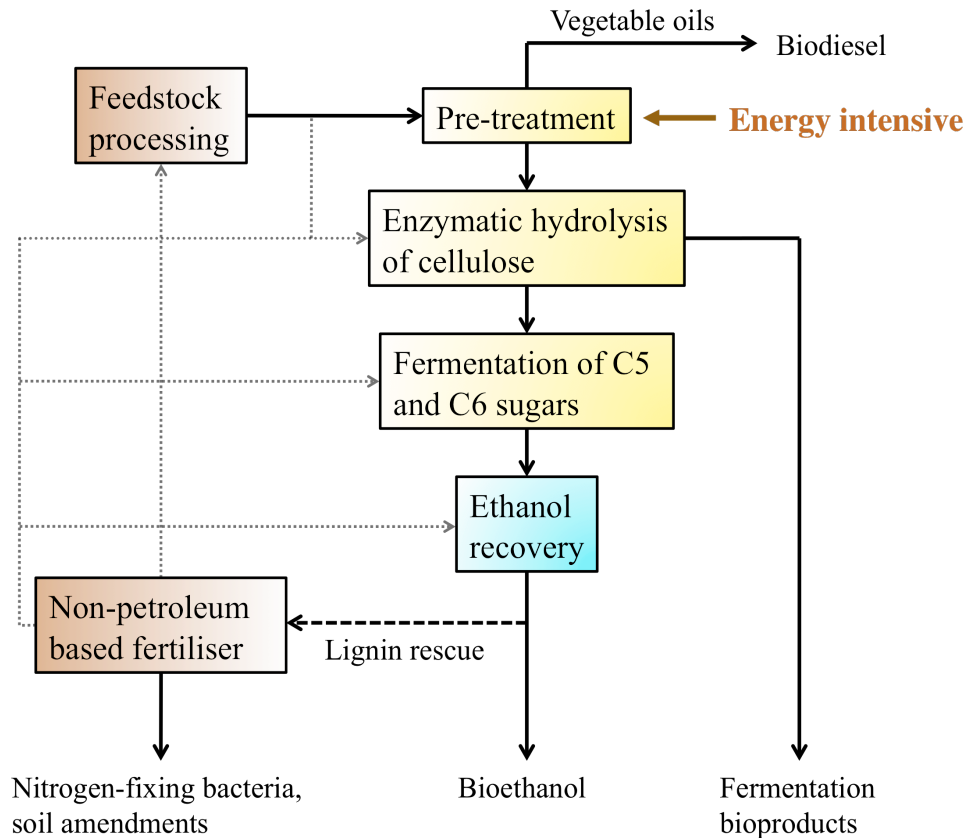 Vegetable oils
Biodiesel
Feedstock
processing
Pre-treatment
Energy intensive
Enzymatic hydrolysis
of cellulose
Fermentation of C5
and C6 sugars
Ethanol
recovery
Non-petroleum
based fertiliser
Lignin rescue
Nitrogen-fixing bacteria,
soil amendments
Bioethanol
Fermentation
bioproducts